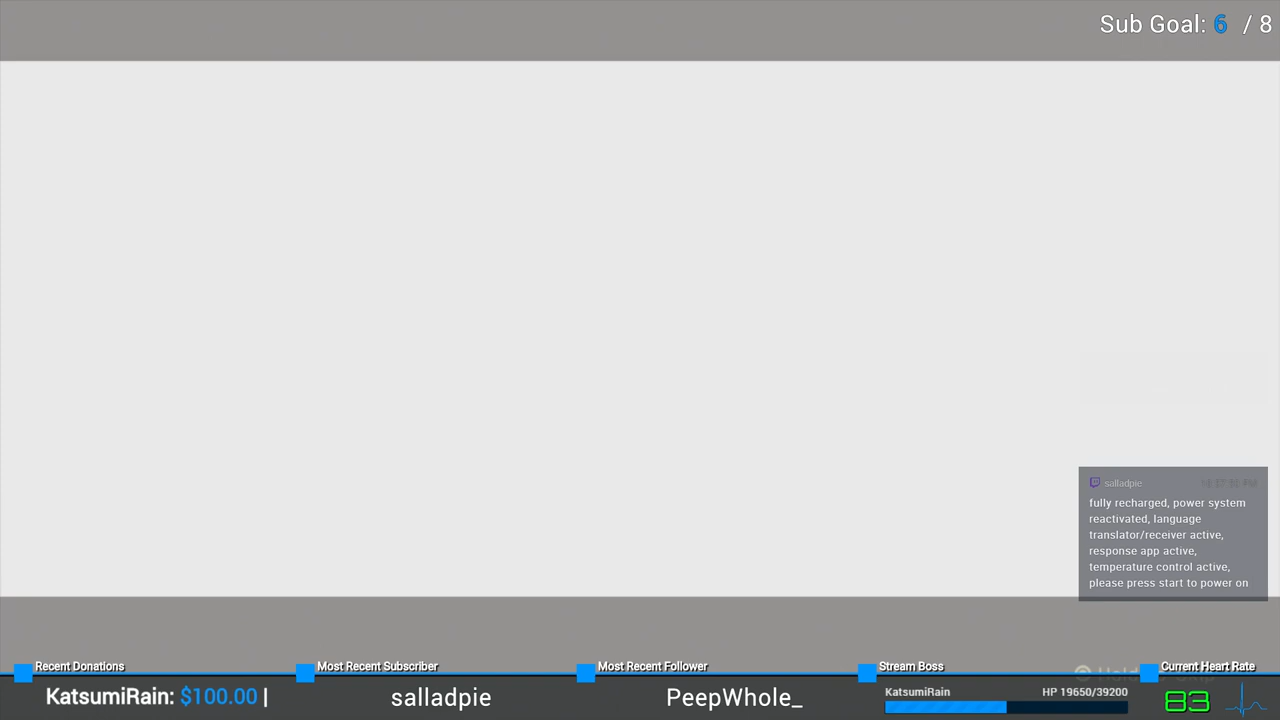 Sub Goal: 6 / 8
salladpie
fully recharged, power system
reactivated, language
translator/receiver active,
response app active,
temperature control active,
please press start to power on
Recent Donations
Most Recent Subscriber
Most Recent Follower
Stream Boss
Current Heart Rate
KatsumiRain: $100.00 |
salladpie
PeepWhole_
KatsumiRain
HP 19650/39200
83